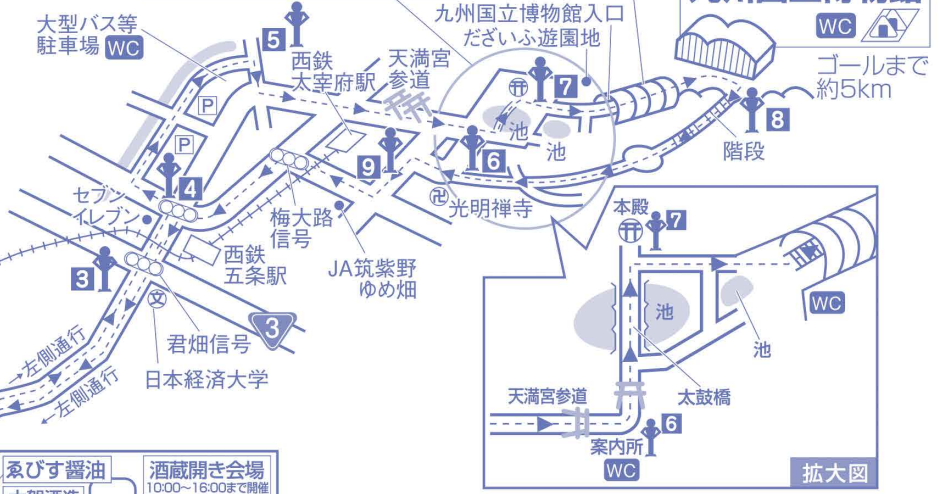 大型バス等
駐車場 WC
5
西鉄
太宰府駅
天満宮
参道
九州国立博物館入口
だざいふ遊園地
7
池
池
WC
ゴールまで
約5km
8
階段
P
P
4
セブン
イレブン
梅大路
信号
9
6
卍
光明禅寺
3
西鉄
五条駅
JA筑紫野
ゆめ畑
文
君畑信号
3
日本経済大学
→左側通行
←左側通行
本殿
7
池
池
WC
太鼓橋
天満宮参道
案内所
6
WC
拡大図
ゑびす醤油
酒蔵開き会場
10:00〜16:00まで開催